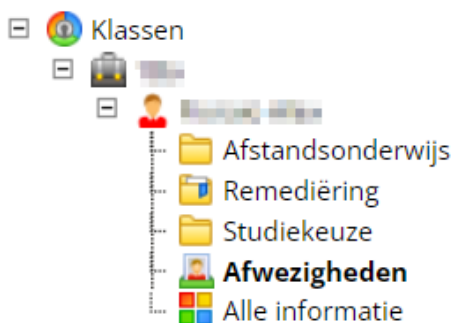 Klassen
Afstandsonderwijs
Remediëring
Studiekeuze
Afwezigheden
Alle informatie